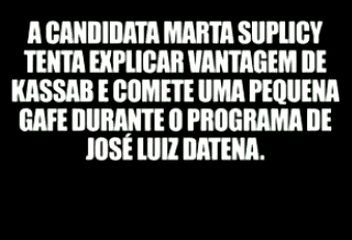 A CANDIDATA MARTA SUPLICY
TENTA EXPLICAR VANTAGEM DE
KASSAB E COMETE UMA PEQUENA
GAFE DURANTE O PROGRAMA DE
JOSÉ LUIZ DATENA.